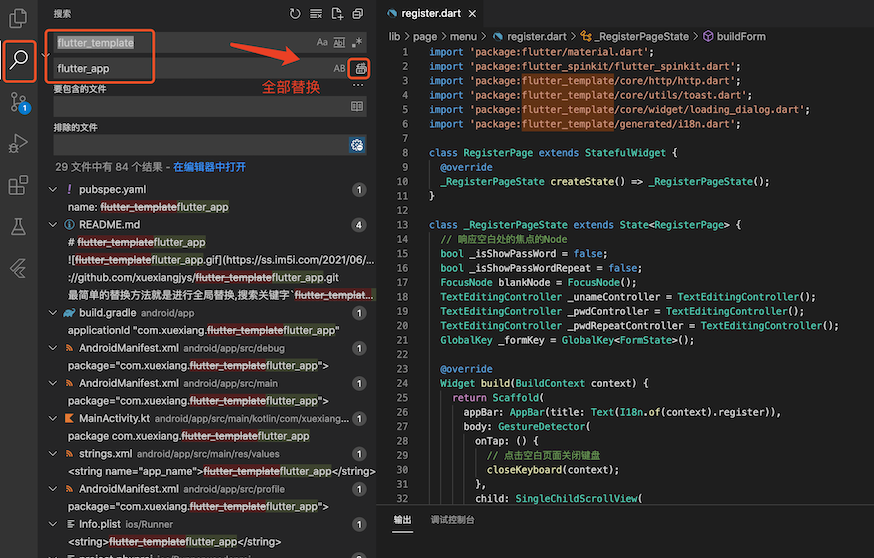 搜索
flutter_template
Aa
ab
.*
flutter_app
AB
全部替换
要包含的文件
...
排除的文件
29 文件中有 84 个结果 - 在编辑器中打开
pubspec.yaml
1
name: flutter_templateflutter_app
README.md
4
# flutter_templateflutter_app
![flutter_templateflutter_app.gif](https://ss.im5i.com/2021/06/...
://github.com/xuexiangjys/flutter_templateflutter_app.git
最简单的替换方法就是进行全局替换,搜索关键字`flutter_templat...
build.gradle android/app
1
applicationId "com.xuexiang.flutter_templateflutter_app"
AndroidManifest.xml android/app/src/debug
1
package="com.xuexiang.flutter_templateflutter_app">
AndroidManifest.xml android/app/src/main
1
package="com.xuexiang.flutter_templateflutter_app">
MainActivity.kt android/app/src/main/kotlin/com/xuexiang...
1
package com.xuexiang.flutter_templateflutter_app
strings.xml android/app/src/main/res/values
1
<string name="app_name">flutter_templateflutter_app</string>
AndroidManifest.xml android/app/src/profile
1
package="com.xuexiang.flutter_templateflutter_app">
Info.plist ios/Runner
1
<string>flutter_templateflutter_app</string>
1
register.dart
lib > page > menu > register.dart > _RegisterPageState > buildForm
1 import 'package:flutter/material.dart';
2 import 'package:flutter_spinkit/flutter_spinkit.dart';
3 import 'package:flutter_template/core/http/http.dart';
4 import 'package:flutter_template/core/utils/toast.dart';
5 import 'package:flutter_template/core/widget/loading_dialog.dart';
6 import 'package:flutter_template/generated/i18n.dart';
7
8 class RegisterPage extends StatefulWidget {
9 @override
10 _RegisterPageState createState() => _RegisterPageState();
11 }
12
13 class _RegisterPageState extends State<RegisterPage> {
14 // 响应空白处的焦点的Node
15 bool _isShowPassWord = false;
16 bool _isShowPassWordRepeat = false;
17 FocusNode blankNode = FocusNode();
18 TextEditingController _unameController = TextEditingController();
19 TextEditingController _pwdController = TextEditingController();
20 TextEditingController _pwdRepeatController = TextEditingController();
21 GlobalKey _formKey = GlobalKey<FormState>();
22
23 @override
24 Widget build(BuildContext context) {
25 return Scaffold(
26 appBar: AppBar(title: Text(I18n.of(context).register)),
27 body: GestureDetector(
28 onTap: () {
29 // 点击空白页面关闭键盘
30 closeKeyboard(context);
31 },
32 child: SingleChildScrollView(
输出
调试控制台